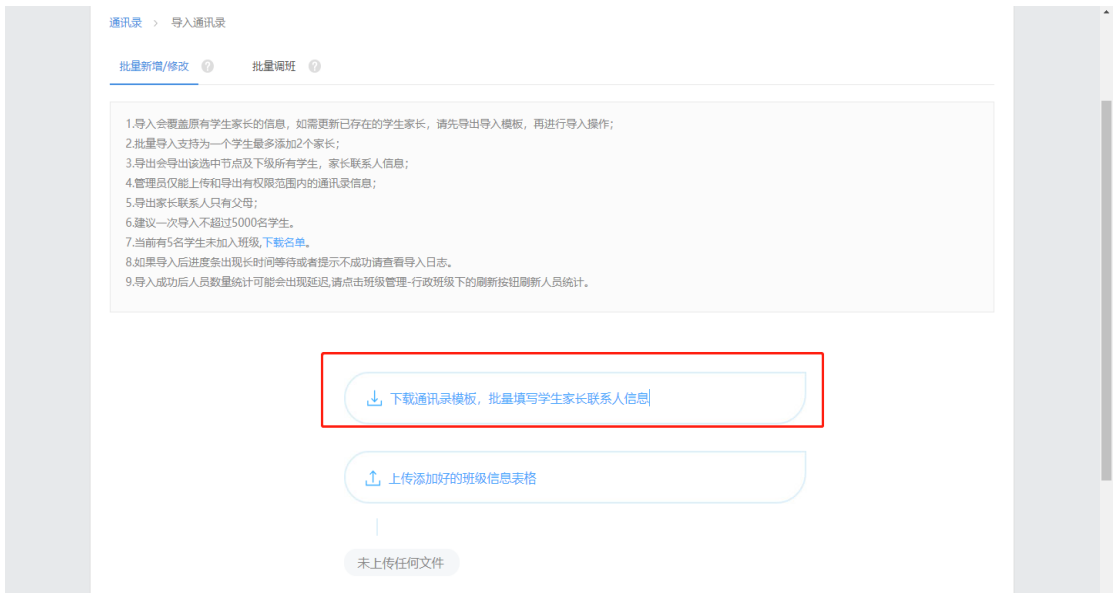 通讯录 > 导入通讯录
批量新增/修改 ? 批量调班 ?
1.导入会覆盖原有学生家长的信息，如需更新已存在的学生家长，请先导出导入模板，再进行导入操作；
2.批量导入支持为一个学生最多添加2个家长；
3.导出会导出该选中节点及下级所有学生，家长联系人信息；
4.管理员仅能上传和导出有权限范围内的通讯录信息；
5.导出家长联系人只有父母；
6.建议一次导入不超过5000名学生。
7.当前有5名学生未加入班级,下载名单。
8.如果导入后进度条出现长时间等待或者提示不成功请查看导入日志。
9.导入成功后人员数量统计可能会出现延迟,请点击班级管理-行政班级下的刷新按钮刷新人员统计。
下载通讯录模板，批量填写学生家长联系人信息
上传添加好的班级信息表格
未上传任何文件